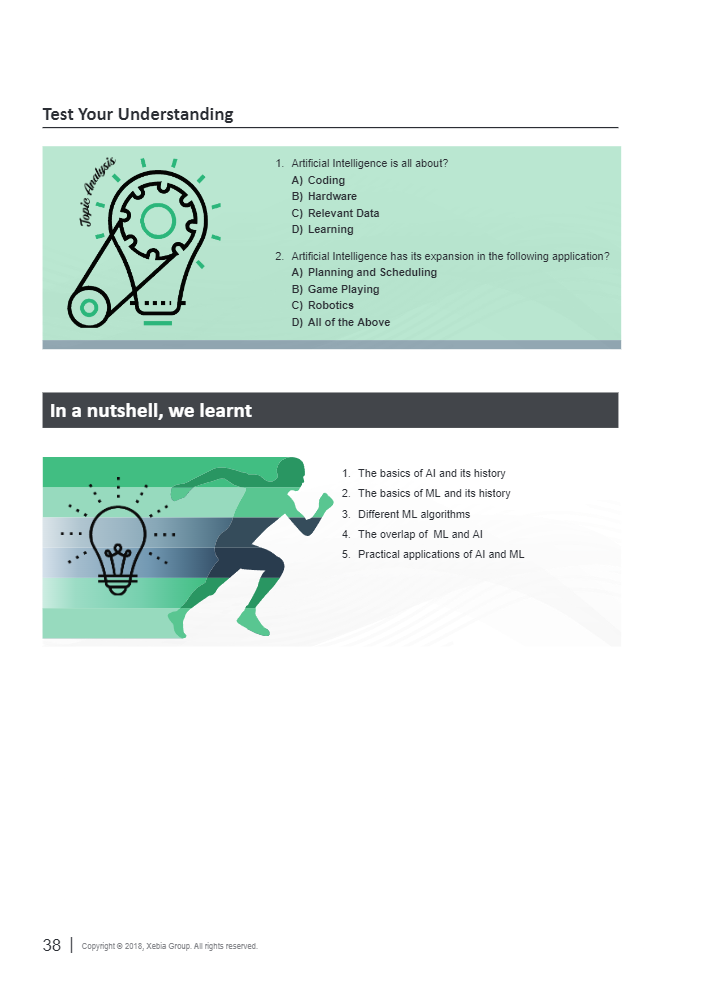 Test Your Understanding
Topic Analysis
1. Artificial Intelligence is all about?
A) Coding
B) Hardware
C) Relevant Data
D) Learning
2. Artificial Intelligence has its expansion in the following application?
A) Planning and Scheduling
B) Game Playing
C) Robotics
D) All of the Above
In a nutshell, we learnt
1. The basics of AI and its history
2. The basics of ML and its history
3. Different ML algorithms
4. The overlap of ML and AI
5. Practical applications of AI and ML
38 | Copyright © 2018, Xebia Group. All rights reserved.